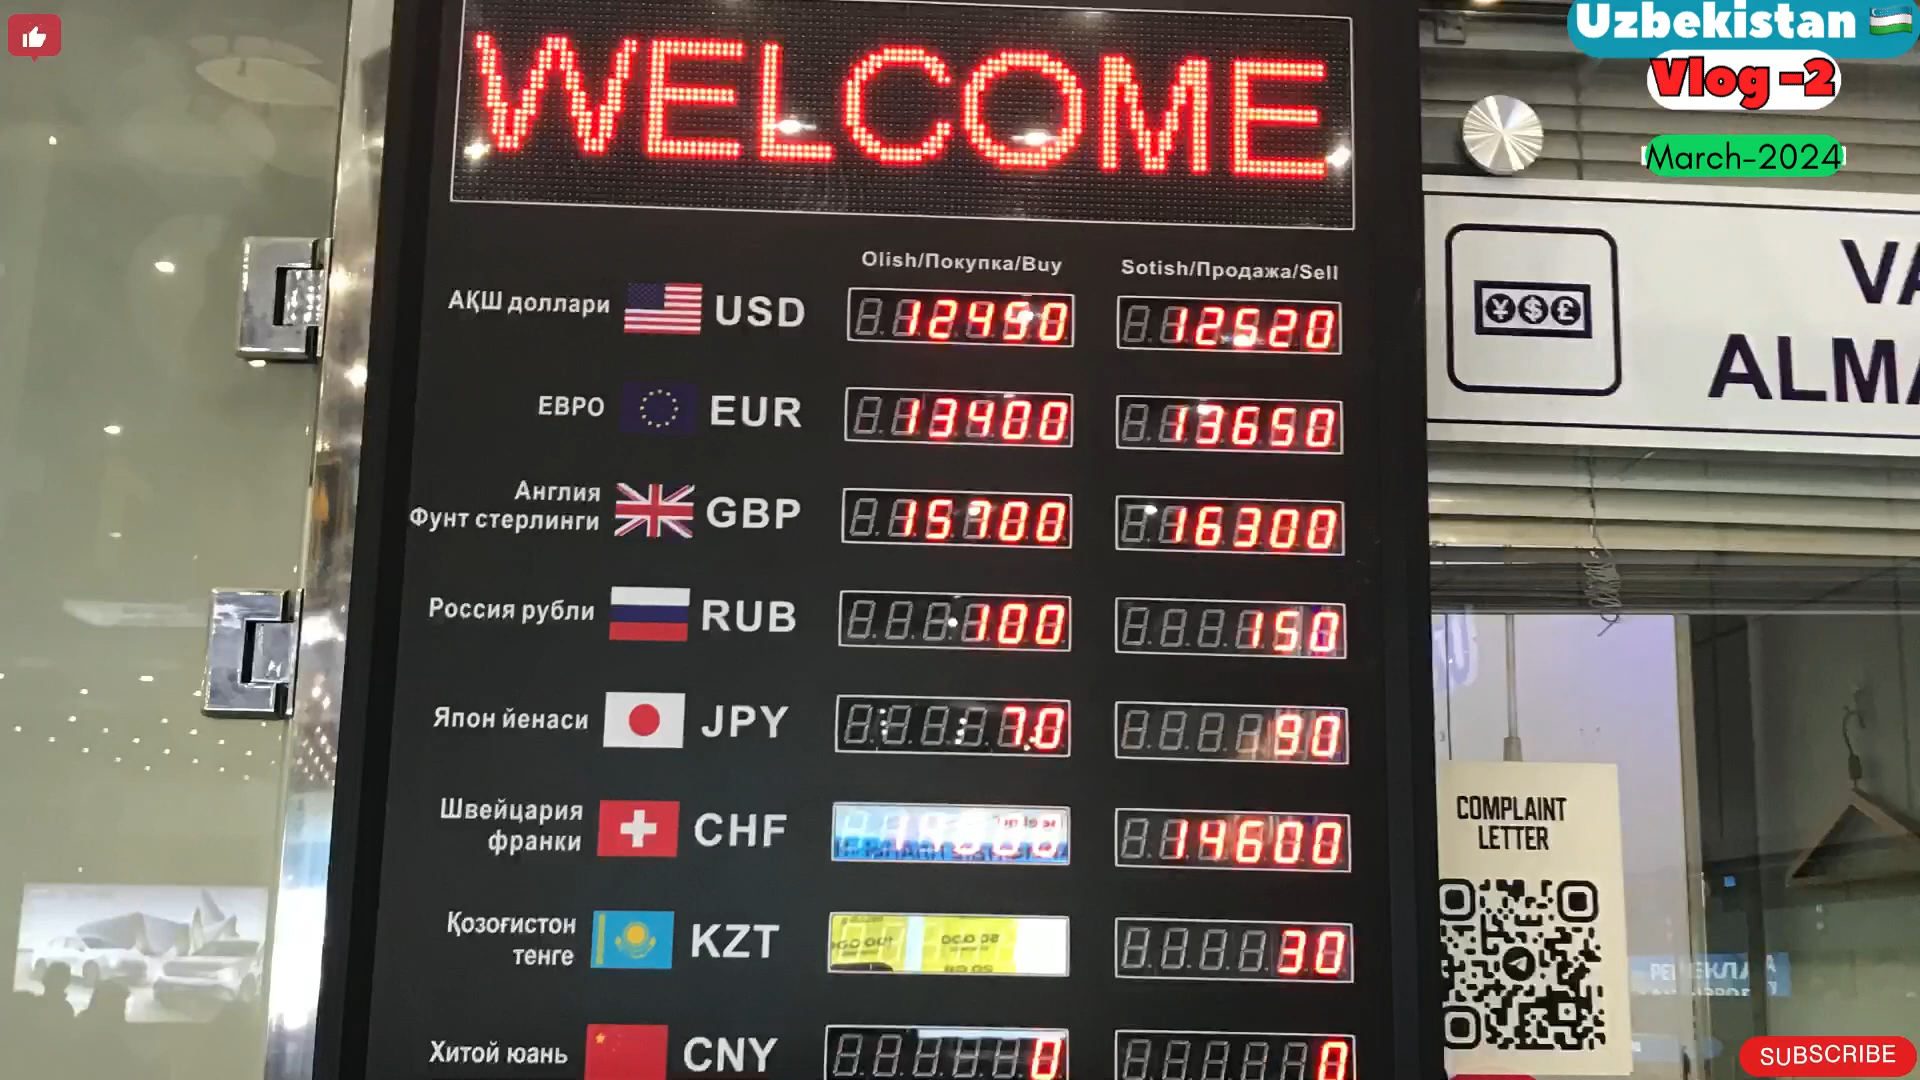 WELCOME
Uzbekistan
Vlog -2
March-2024
Olish/Покупка/Buy
Sotish/Продажа/Sell
АҚШ доллари USD 12450 12520
ЕВРО EUR 13400 13650
Англия
Фунт стерлинги GBP 15700 16300
Россия рубли RUB 100 150
Япон йенаси JPY 70 90
Швейцария
франки CHF 14600
Қозоғистон
тенге KZT 30
Хитой юань CNY 0 0
VA
ALMA
COMPLAINT
LETTER
SUBSCRIBE